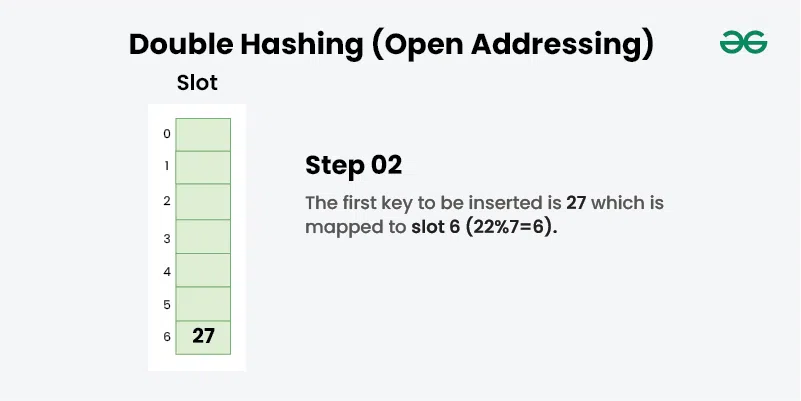 Double Hashing (Open Addressing)
Slot
0
1
2
3
4
5
6 27
Step 02
The first key to be inserted is 27 which is
mapped to slot 6 (22%7=6).